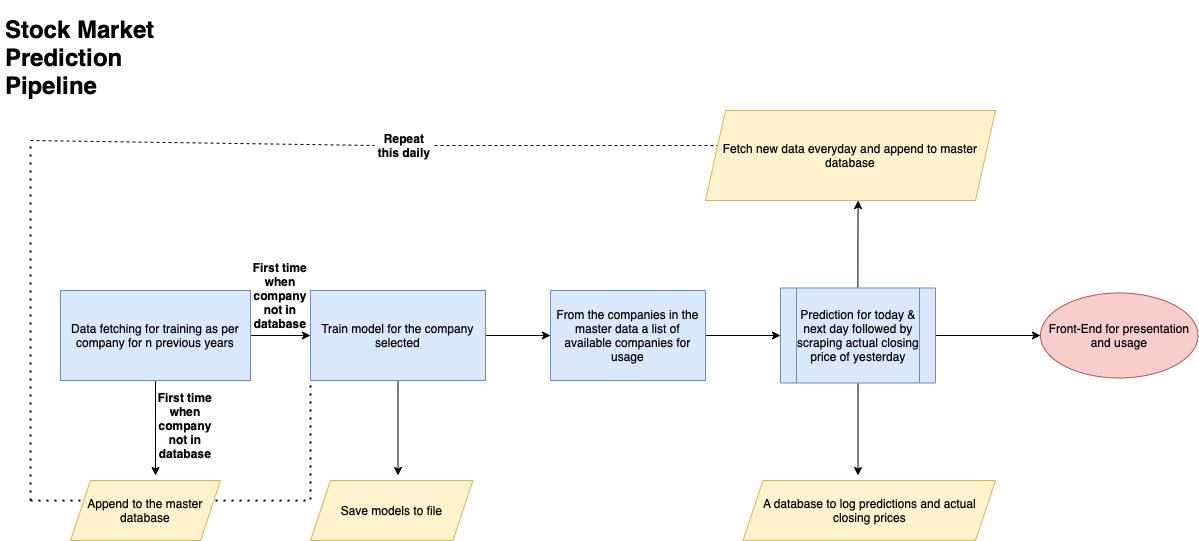 Stock Market
Prediction
Pipeline
Repeat
this daily
Fetch new data everyday and append to master
database
First time
when
company
not in
database
Data fetching for training as per
company for n previous years
Train model for the company
selected
From the companies in the
master data a list of
available companies for
usage
Prediction for today &
next day followed by
scraping actual closing
price of yesterday
Front-End for presentation
and usage
First time
when
company
not in
database
Append to the master
database
Save models to file
A database to log predictions and actual
closing prices